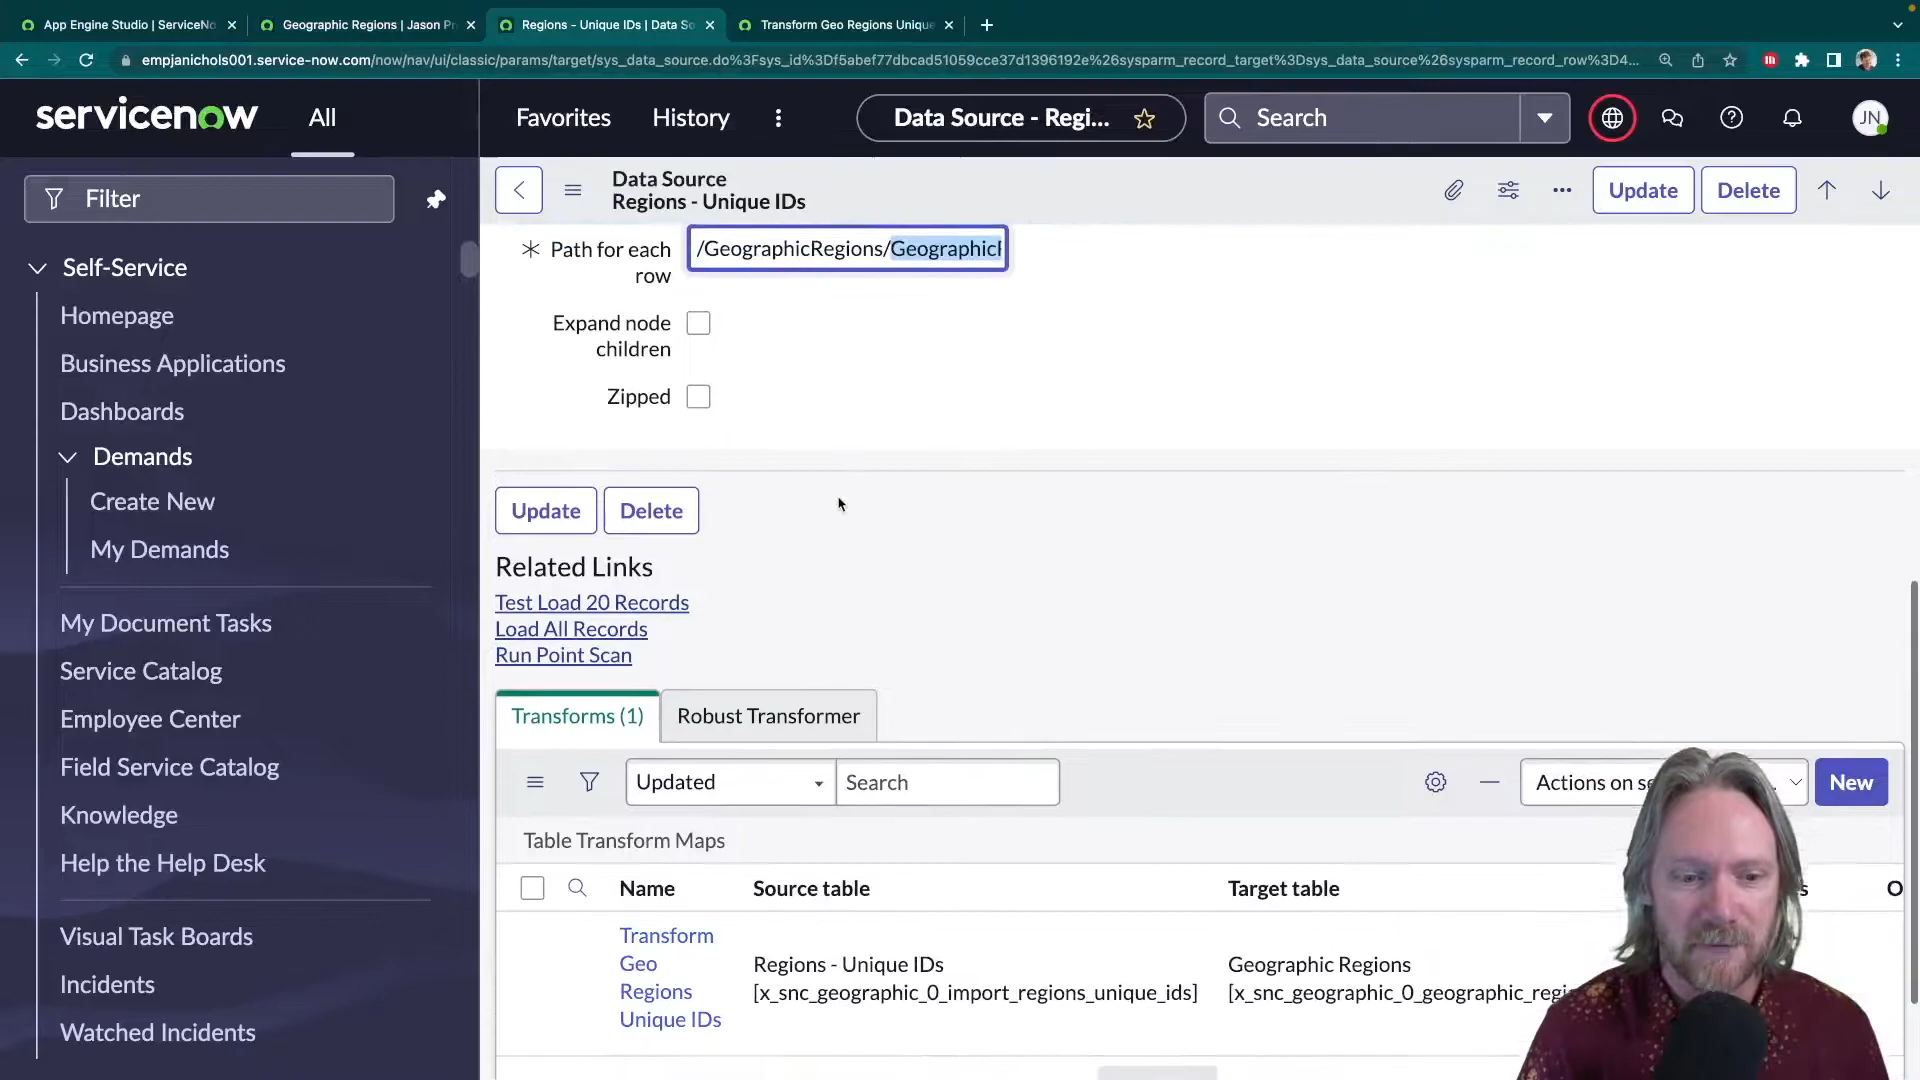 App Engine Studio | ServiceNo
Geographic Regions | Jason Pr
Regions - Unique IDs | Data So
Transform Geo Regions Unique
empjanichols001.service-now.com/now/nav/ui/classic/params/target/sys_data_source.do%3Fsys_id%3Df5abef77dbcad51059cce37d1396192e%26sysparm_record_target%3Dsys_data_source%26sysparm_record_row%3D4...
servicenow
All
Favorites
History
Data Source - Regi...
Search
JN
Filter
Data Source
Regions - Unique IDs
Update
Delete
Self-Service
Homepage
Business Applications
Dashboards
Demands
Create New
My Demands
My Document Tasks
Service Catalog
Employee Center
Field Service Catalog
Knowledge
Help the Help Desk
Visual Task Boards
Incidents
Watched Incidents
Path for each
row
/GeographicRegions/Geographic
Expand node
children
Zipped
Update
Delete
Related Links
Test Load 20 Records
Load All Records
Run Point Scan
Transforms (1)
Robust Transformer
Updated
Search
Actions on se
New
Table Transform Maps
Name
Source table
Target table
s
O
Transform
Geo
Regions
Unique IDs
Regions - Unique IDs
[x_snc_geographic_0_import_regions_unique_ids]
Geographic Regions
[x_snc_geographic_0_geographic_regi